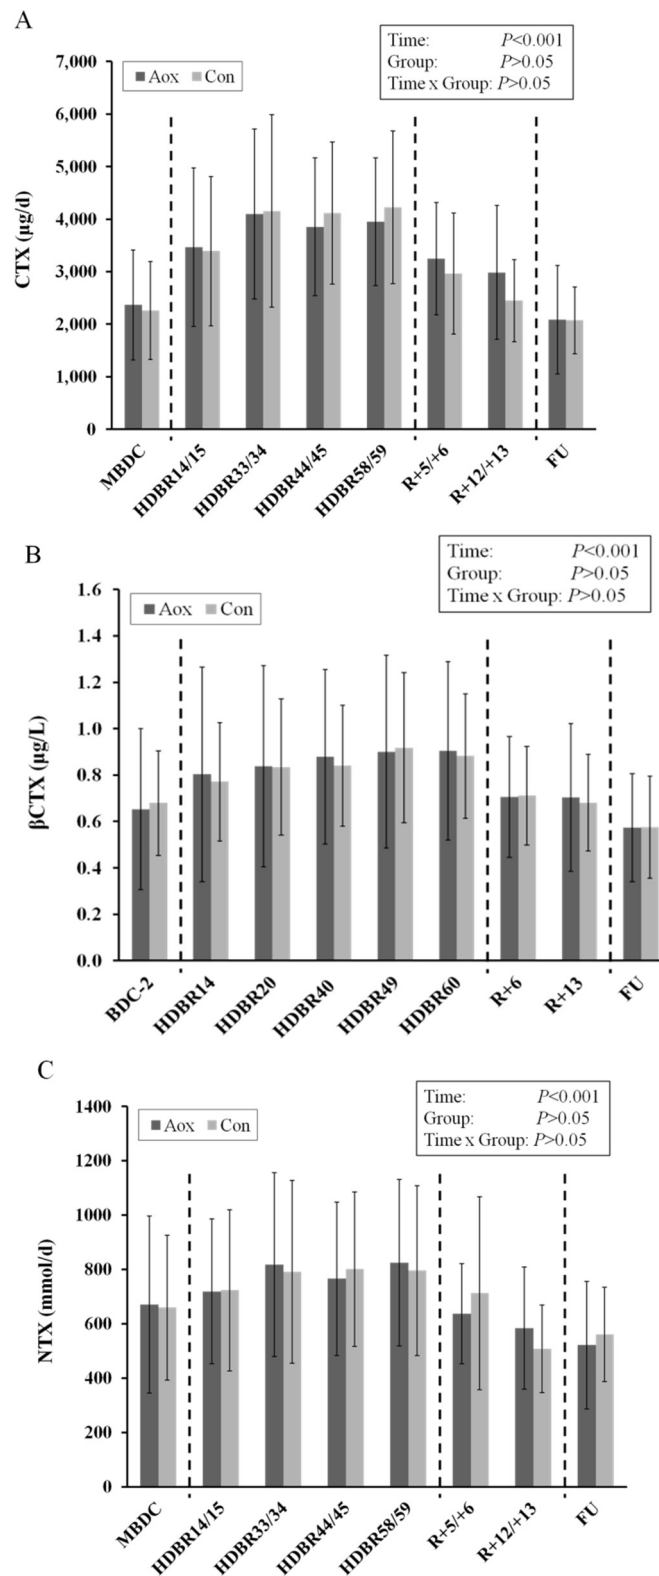 A
Time: P<0.001
Group: P>0.05
Time x Group: P>0.05
Aox Con
7,000
6,000
5,000
4,000
3,000
2,000
1,000
0
CTX (µg/d)
MBDC HDBR14/15 HDBR33/34 HDBR44/45 HDBR58/59 R+5/+6 R+12/+13 FU
B
Time: P<0.001
Group: P>0.05
Time x Group: P>0.05
Aox Con
1.6
1.4
1.2
1.0
0.8
0.6
0.4
0.2
0.0
βCTX (µg/L)
BDC-2 HDBR14 HDBR20 HDBR40 HDBR49 HDBR60 R+6 R+13 FU
C
Time: P<0.001
Group: P>0.05
Time x Group: P>0.05
Aox Con
1400
1200
1000
800
600
400
200
0
NTX (mmol/d)
MBDC HDBR14/15 HDBR33/34 HDBR44/45 HDBR58/59 R+5/+6 R+12/+13 FU